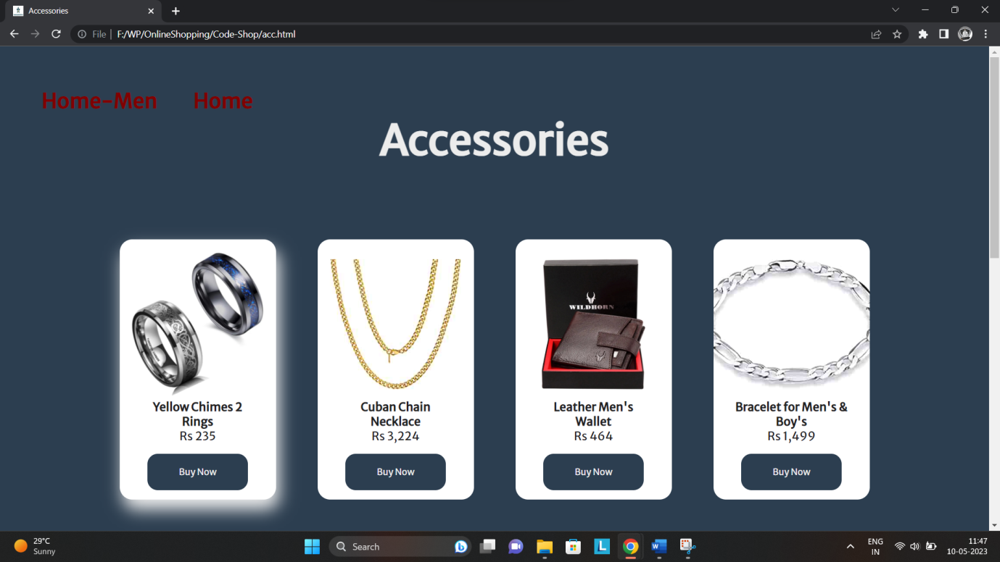 Accessories
File
F:/WP/OnlineShopping/Code-Shop/acc.html
Home-Men Home
Accessories
WILDHORN
Yellow Chimes 2
Rings
Rs 235
Buy Now
Cuban Chain
Necklace
Rs 3,224
Buy Now
Leather Men's
Wallet
Rs 464
Buy Now
Bracelet for Men's &
Boy's
Rs 1,499
Buy Now
29°C
Sunny
Search
L
W
ENG
IN
11:47
10-05-2023